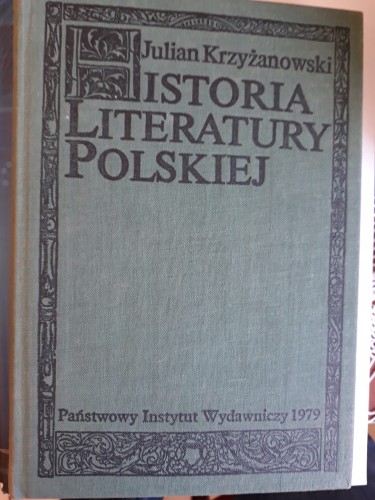 Julian Krzyżanowski
HISTORIA
LITERATURY
POLSKIEJ
Państwowy Instytut Wydawniczy 1979